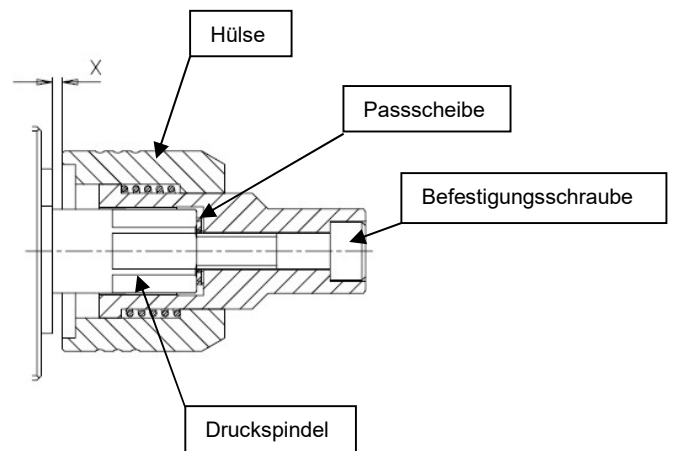 Hülse
X
Passscheibe
Befestigungsschraube
Druckspindel